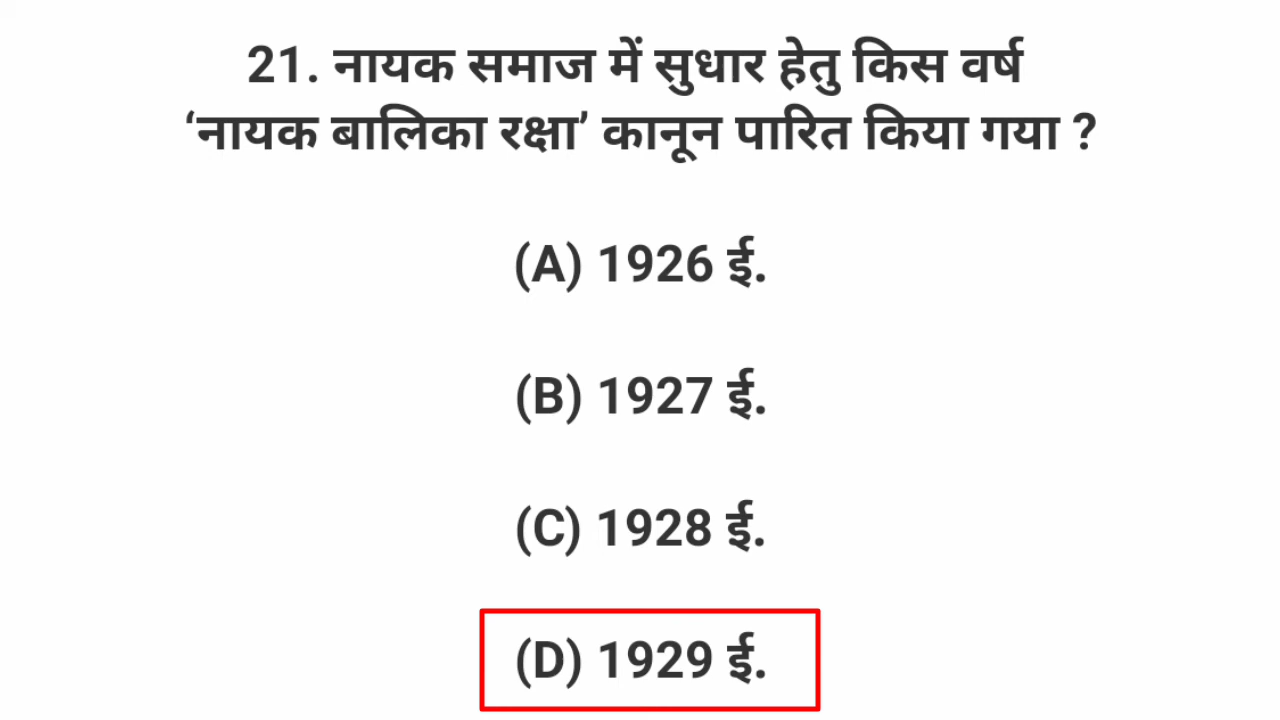 21. नायक समाज में सुधार हेतु किस वर्ष
‘नायक बालिका रक्षा’ कानून पारित किया गया ?
(A) 1926 ई.
(B) 1927 ई.
(C) 1928 ई.
(D) 1929 ई.